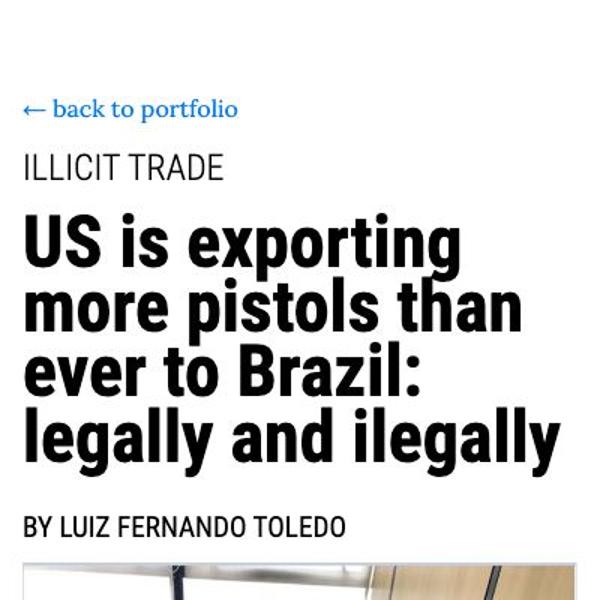 ← back to portfolio
ILLICIT TRADE
US is exporting
more pistols than
ever to Brazil:
legally and ilegally
BY LUIZ FERNANDO TOLEDO